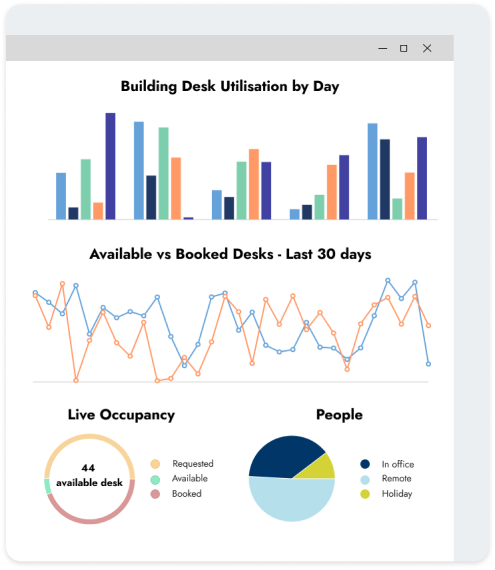 Building Desk Utilisation by Day
Available vs Booked Desks - Last 30 days
Live Occupancy
44
available desk
Requested
Available
Booked
People
In office
Remote
Holiday